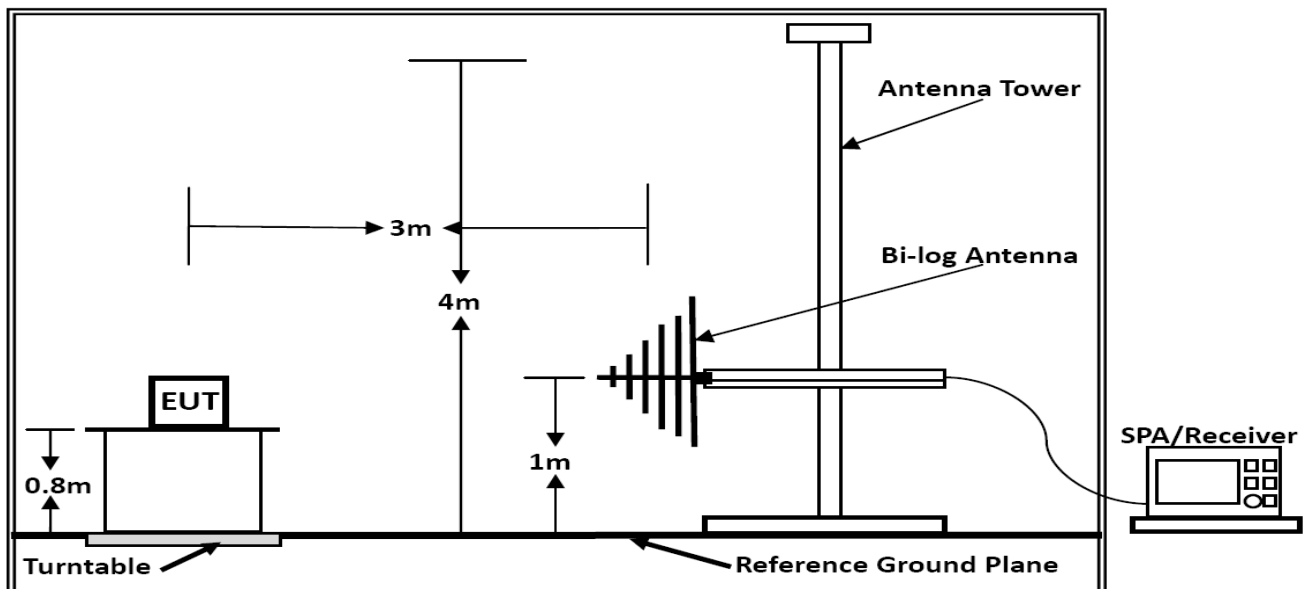 Antenna Tower
3m
Bi-log Antenna
4m
EUT
SPA/Receiver
1m
0.8m
Turntable
Reference Ground Plane